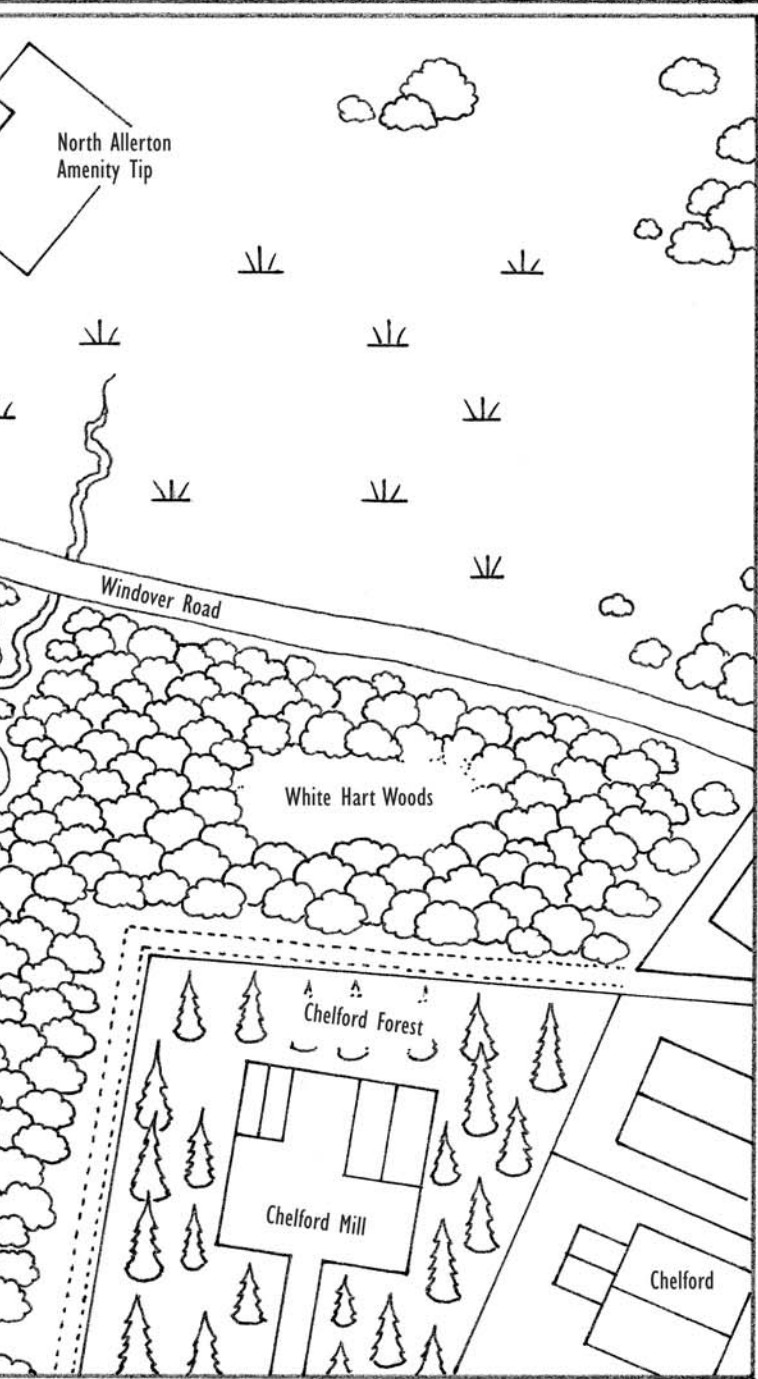 North Allerton
Amenity Tip
Windover Road
White Hart Woods
Chelford Forest
Chelford Mill
Chelford